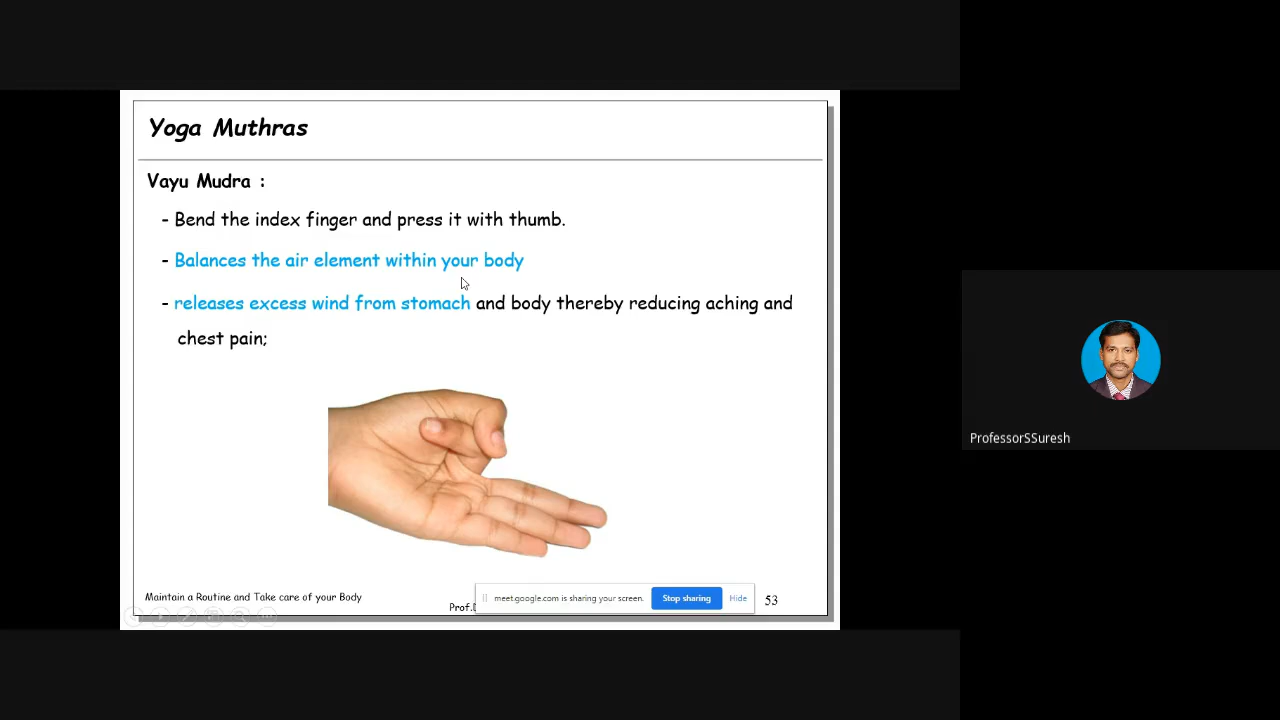 Yoga Muthras
Vayu Mudra :
- Bend the index finger and press it with thumb.
- Balances the air element within your body
- releases excess wind from stomach and body thereby reducing aching and
chest pain;
ProfessorSSuresh
Maintain a Routine and Take care of your Body
meet.google.com is sharing your screen.
Stop sharing
Hide
53